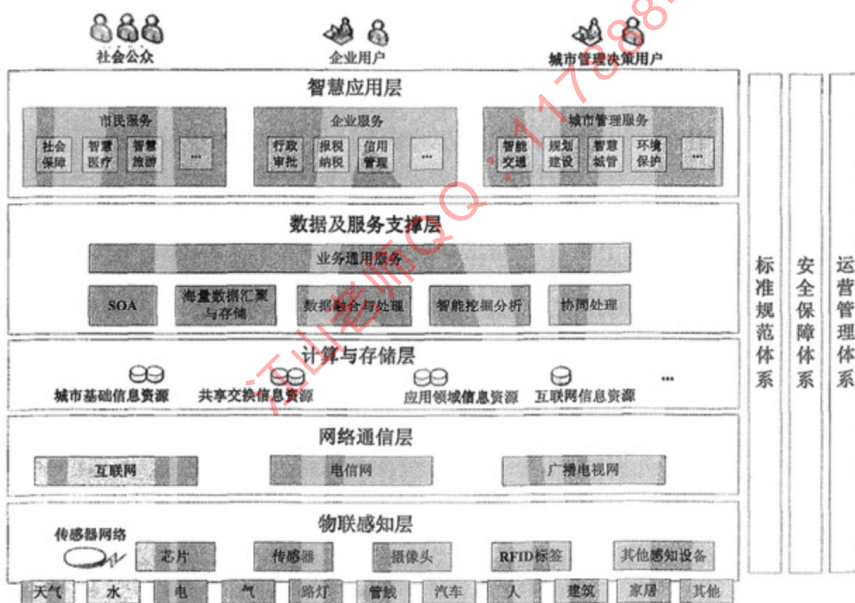 社会公众
企业用户
城市管理决策用户
智慧应用层
市民服务
社会保障
智慧医疗
智慧旅游
...
企业服务
行政审批
报税纳税
信用管理
...
城市管理服务
智能交通
规划建设
智慧城管
环境保护
...
数据及服务支撑层
业务通用服务
SOA
海量数据汇聚与存储
数据融合与处理
智能挖掘分析
协同处理
计算与存储层
城市基础信息资源
共享交换信息资源
应用领域信息资源
互联网信息资源
...
网络通信层
互联网
电信网
广播电视网
物联感知层
传感器网络
芯片
传感器
摄像头
RFID标签
其他感知设备
天气
水
电
气
路灯
管线
汽车
人
建筑
家居
其他
标准规范体系
安全保障体系
运营管理体系